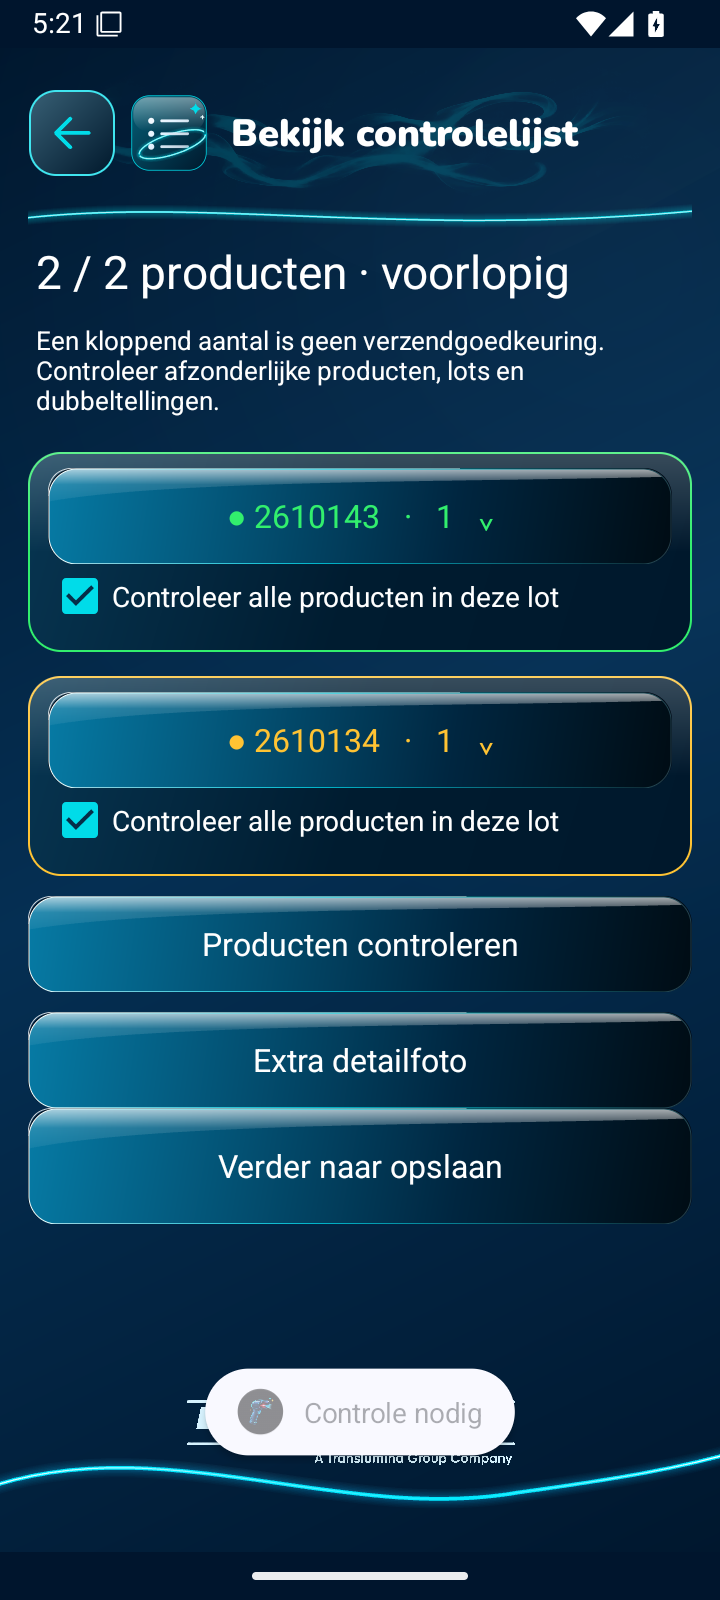 5:21
Bekijk controlelijst
2 / 2 producten · voorlopig
Een kloppend aantal is geen verzendgoedkeuring.
Controleer afzonderlijke producten, lots en
dubbeltellingen.
2610143 · 1
Controleer alle producten in deze lot
2610134 · 1
Controleer alle producten in deze lot
Producten controleren
Extra detailfoto
Verder naar opslaan
Controle nodig
A Translumina Group Company